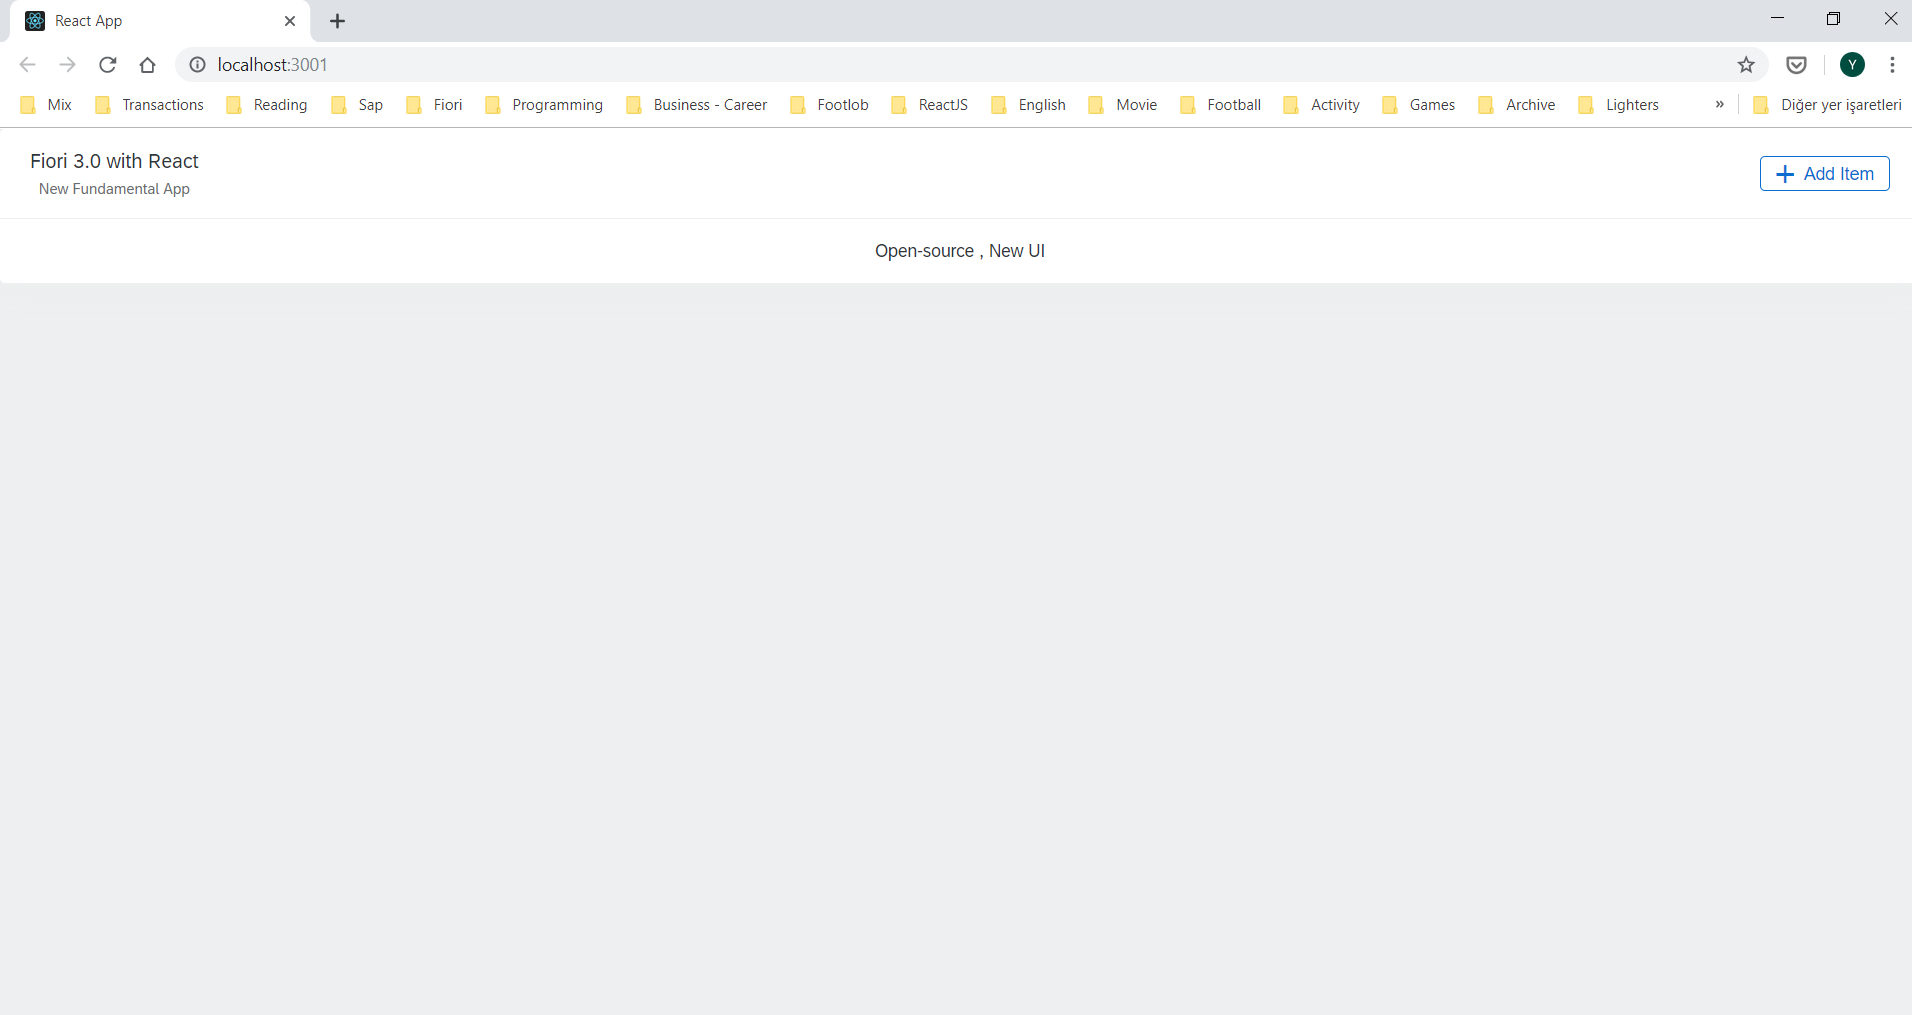 React App
localhost:3001
Y
Mix Transactions Reading Sap Fiori Programming Business - Career Footlob ReactJS English Movie Football Activity Games Archive Lighters » Diğer yer işaretleri
Fiori 3.0 with React
New Fundamental App
Add Item
Open-source , New UI